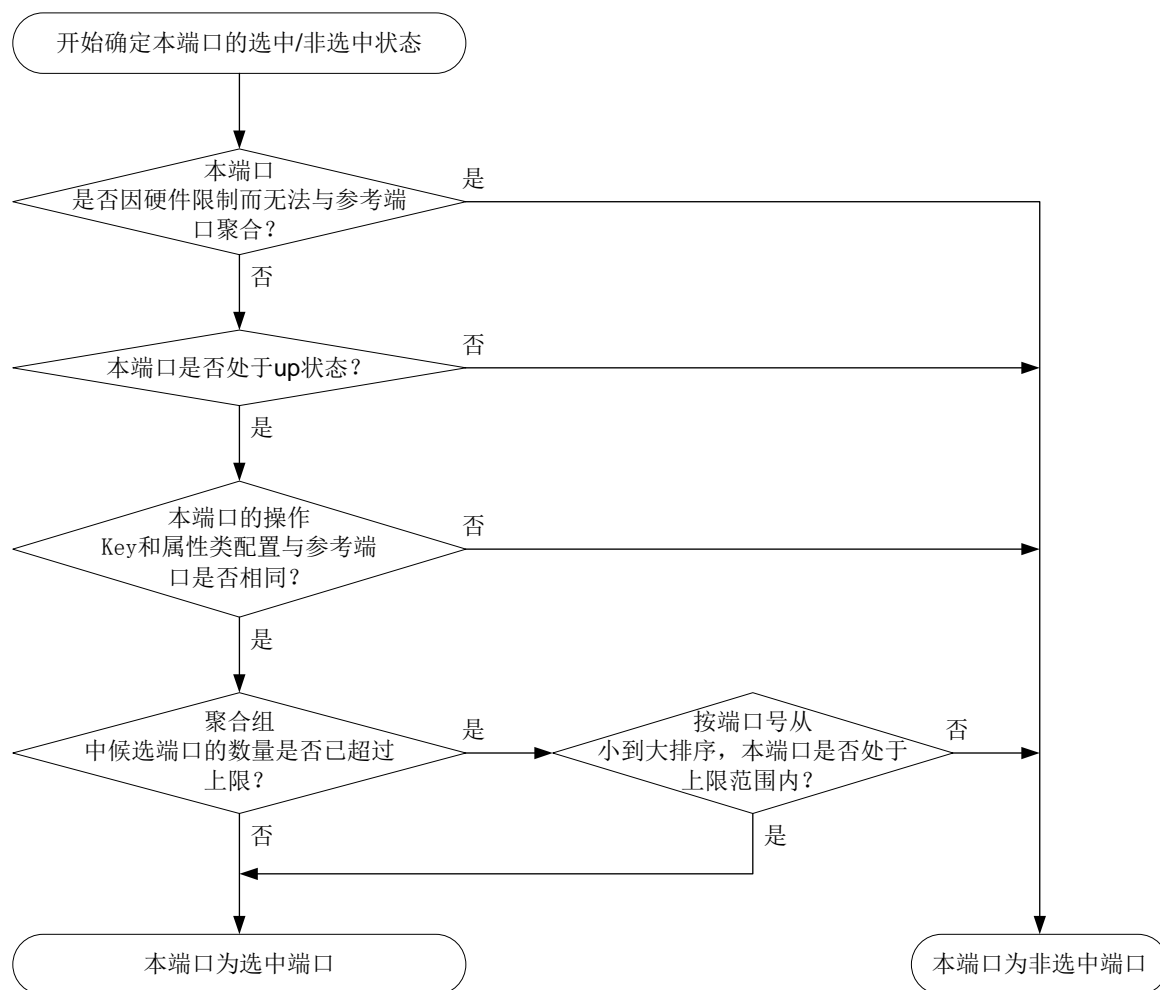 开始确定本端口的选中/非选中状态
本端口
是否因硬件限制而无法与参考端
口聚合？
是
否
本端口是否处于up状态？
否
是
本端口的操作
Key和属性类配置与参考端
口是否相同？
否
是
聚合组
中候选端口的数量是否已超过
上限？
是
按端口号从
小到大排序，本端口是否处于
上限范围内？
否
否
是
本端口为选中端口
本端口为非选中端口